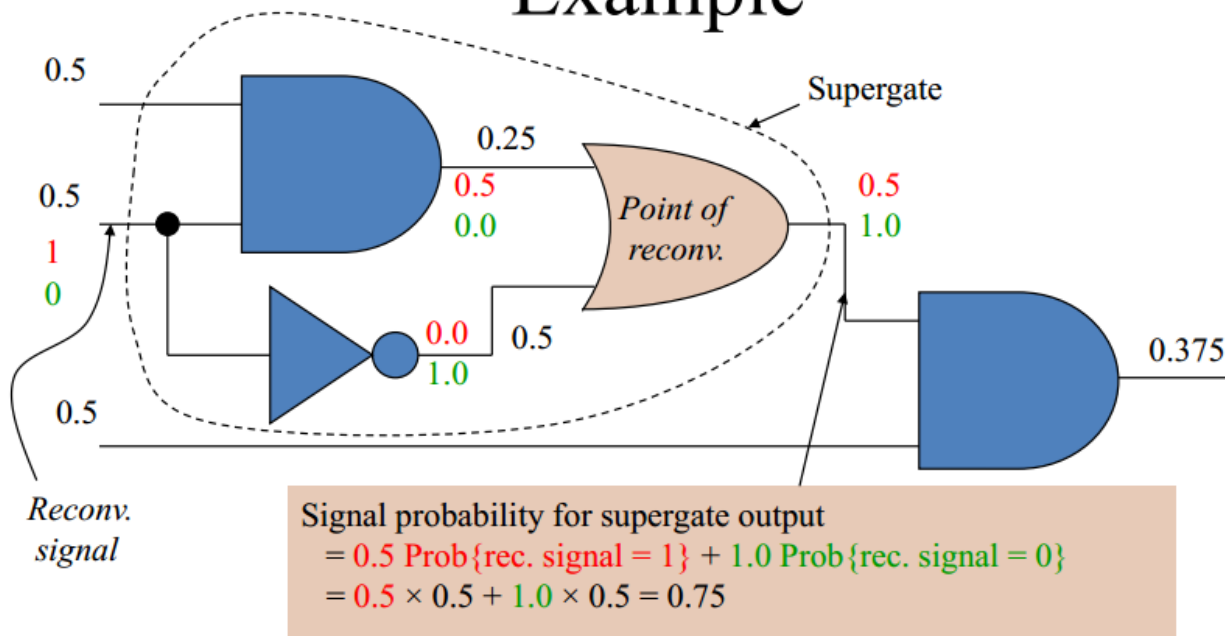 Example
0.5
Supergate
0.25
0.5
0.5
0.0
Point of
reconv.
0.5
1.0
1
0
0.0
1.0
0.5
0.375
0.5
Reconv.
signal
Signal probability for supergate output
= 0.5 Prob{rec. signal = 1} + 1.0 Prob{rec. signal = 0}
= 0.5 × 0.5 + 1.0 × 0.5 = 0.75